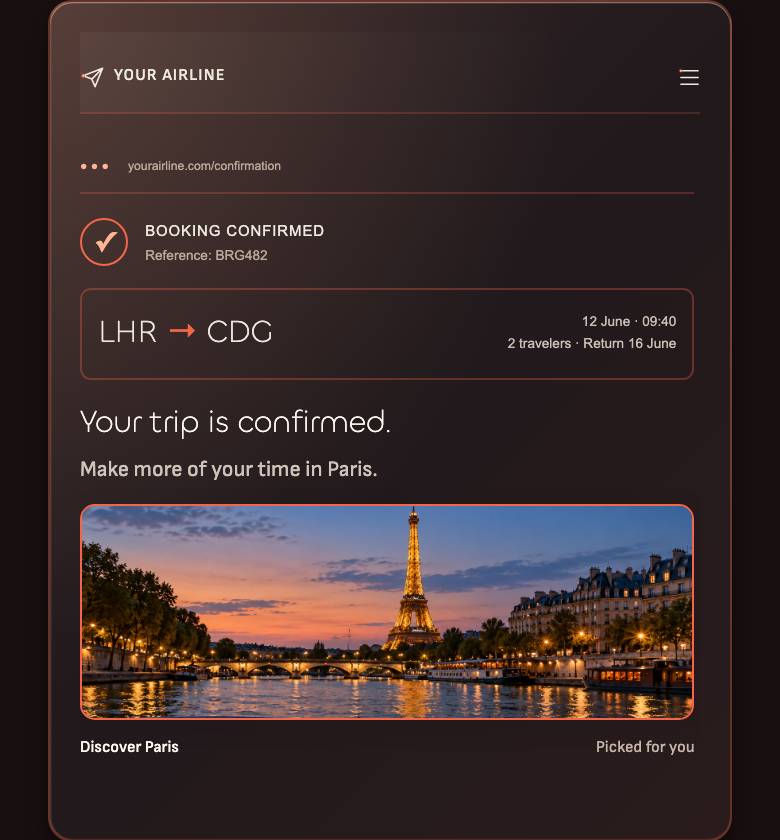 YOUR AIRLINE
yourairline.com/confirmation
BOOKING CONFIRMED
Reference: BRG482
LHR → CDG
12 June · 09:40
2 travelers · Return 16 June
Your trip is confirmed.
Make more of your time in Paris.
Discover Paris
Picked for you